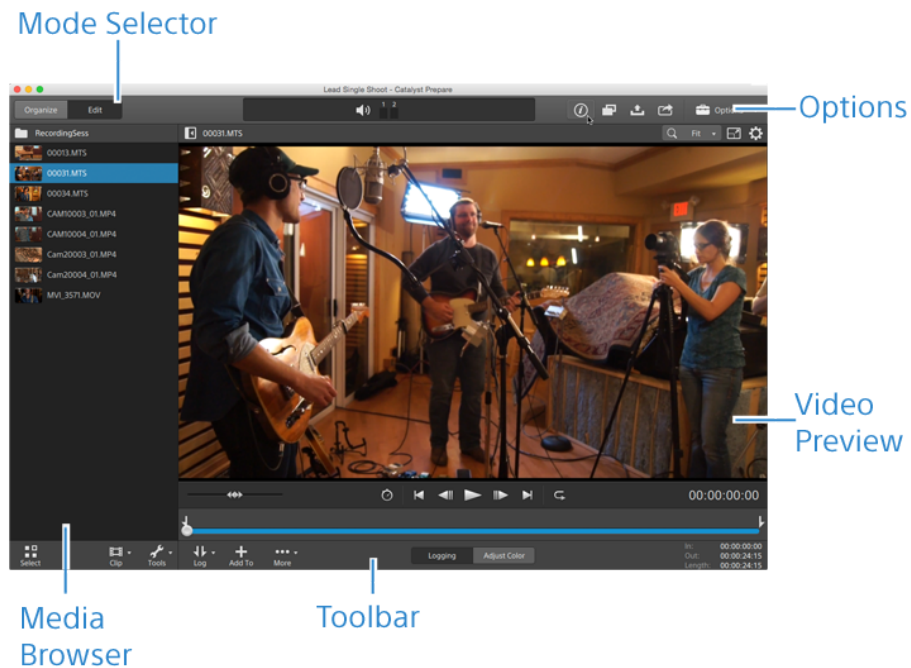 Mode Selector
Lead Single Shoot - Catalyst Prepare
Organize Edit
1 2
Options
RecordingSess
00031.MTS
Fit
00013.MTS
00031.MTS
00034.MTS
CAM10003_01.MP4
CAM10004_01.MP4
Cam20003_01.MP4
Cam20004_01.MP4
MVI_3571.MOV
EXIT
Video
Preview
00:00:00:00
Select
Clip
Tools
Log
Add To
More
Logging
Adjust Color
In: 00:00:00:00
Out: 00:00:24:15
Length: 00:00:24:15
Media
Browser
Toolbar